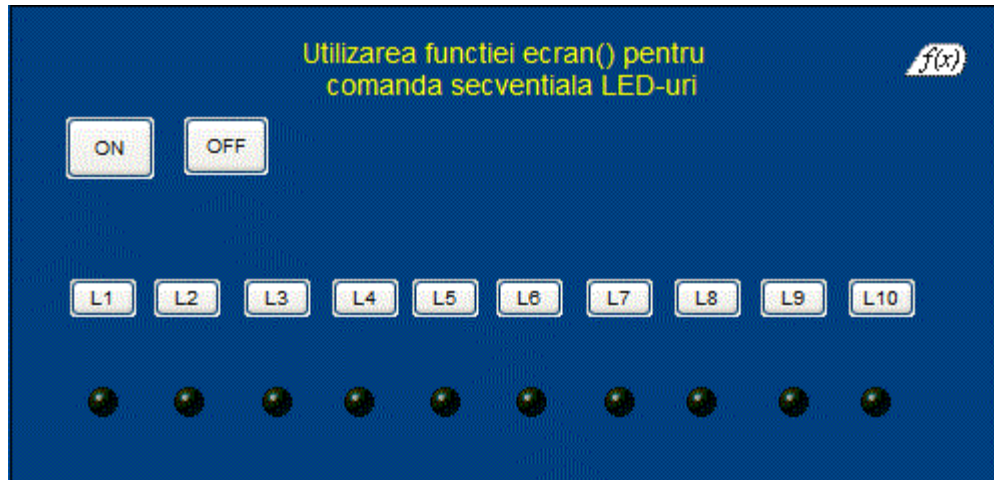 Utilizarea functiei ecran() pentru
comanda secventiala LED-uri
f(x)
ON OFF
L1 L2 L3 L4 L5 L6 L7 L8 L9 L10